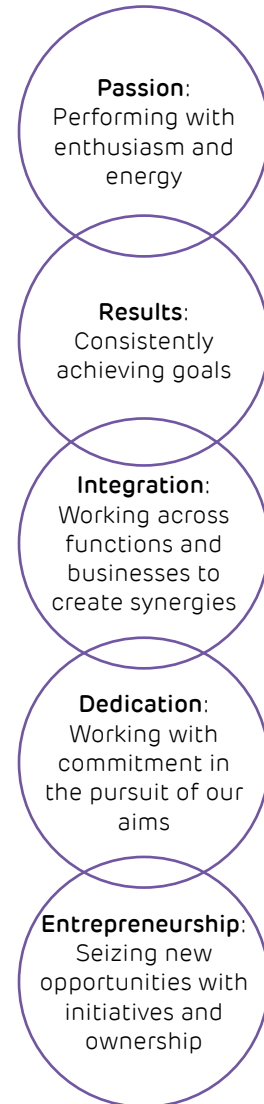 Passion:
Performing with
enthusiasm and
energy
Results:
Consistently
achieving goals
Integration:
Working across
functions and
businesses to
create synergies
Dedication:
Working with
commitment in
the pursuit of our
aims
Entrepreneurship:
Seizing new
opportunities with
initiatives and
ownership